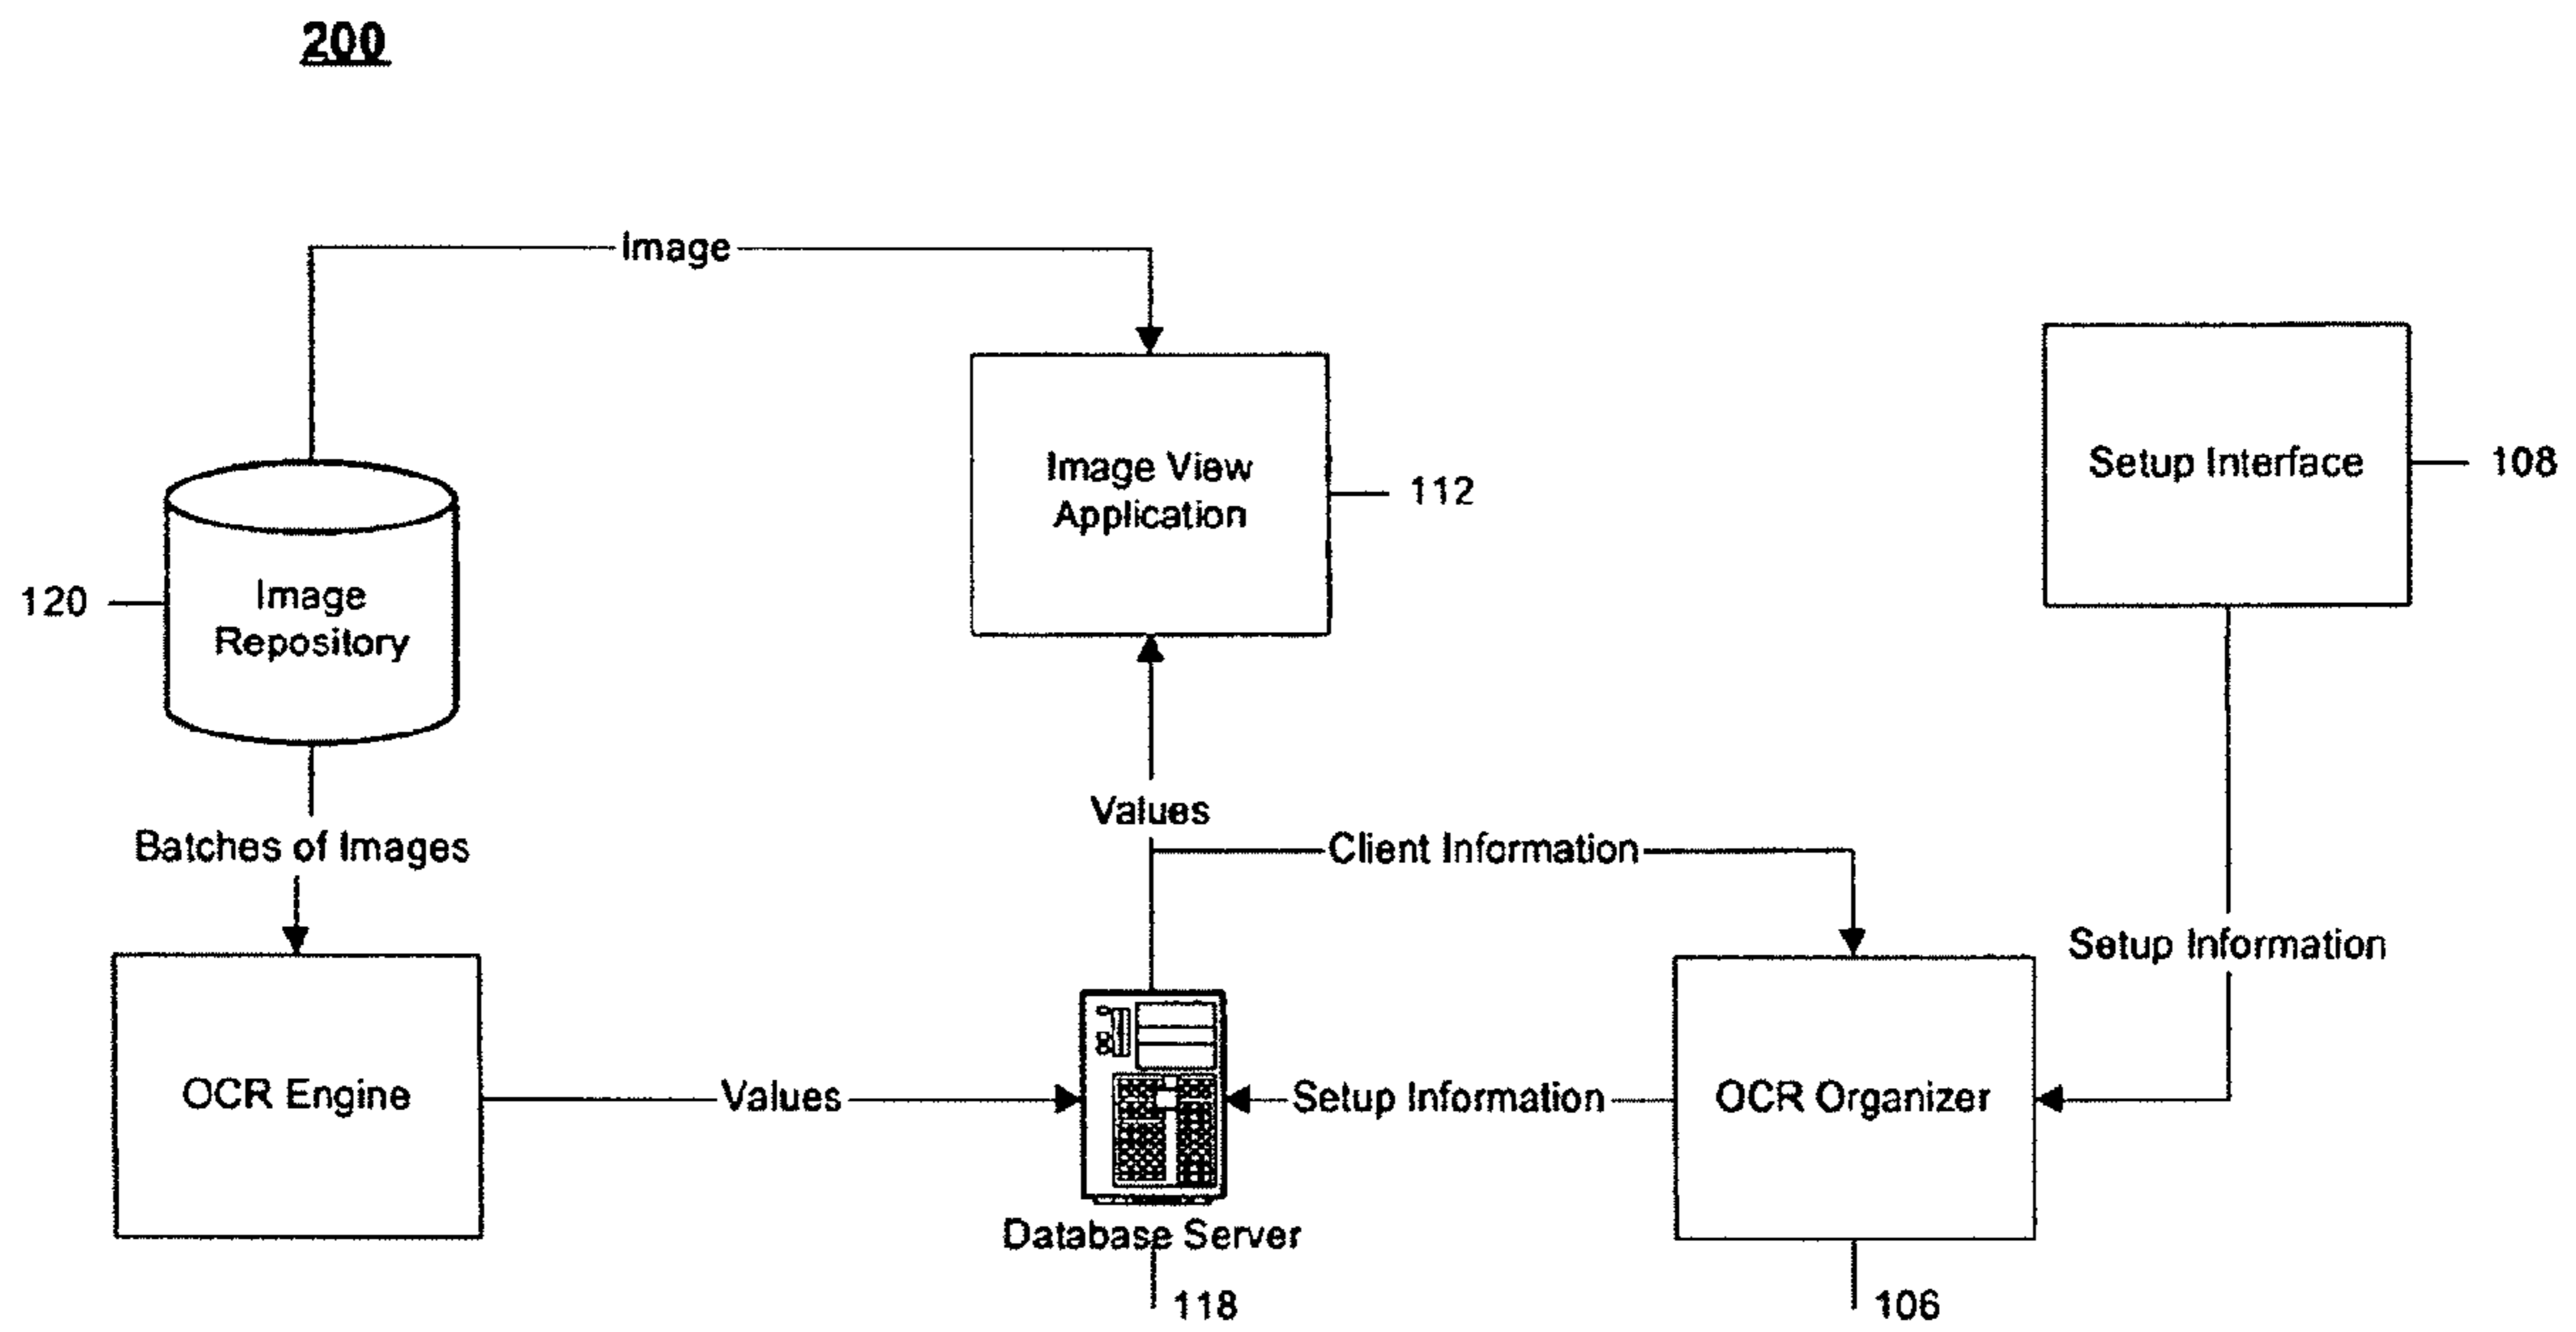 200
Image
Image View
Application
112
Setup Interface
108
120
Image
Repository
Values
Batches of Images
Client Information
Setup Information
OCR Engine
Values
Setup Information
OCR Organizer
Database Server
118
106